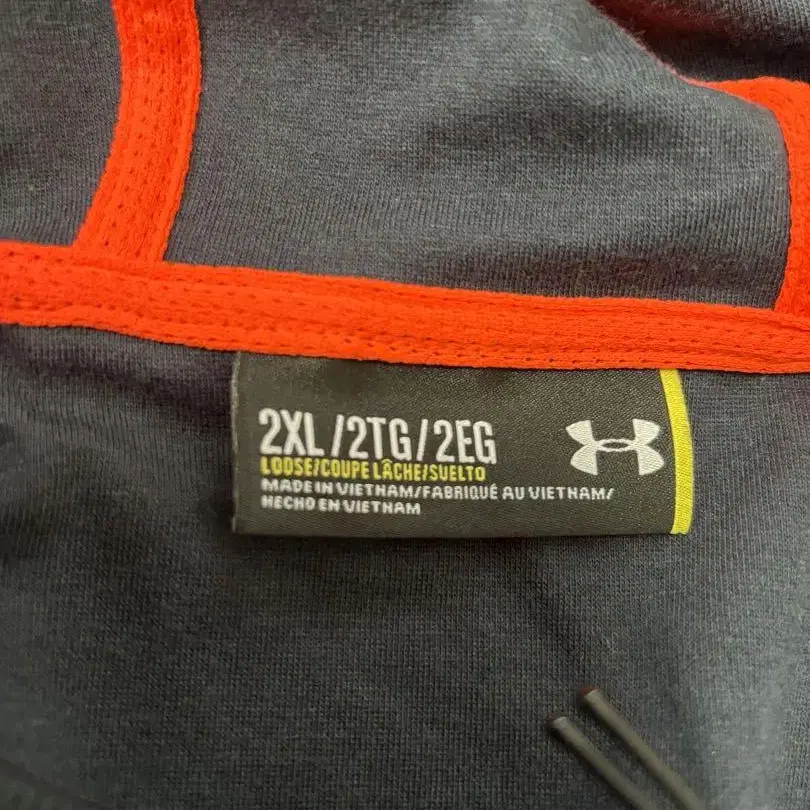 2XL/2TG/2EG
LOOSE/COUPE LÂCHE/SUELTO
MADE IN VIETNAM/FABRIQUÉ AU VIETNAM/
HECHO EN VIETNAM